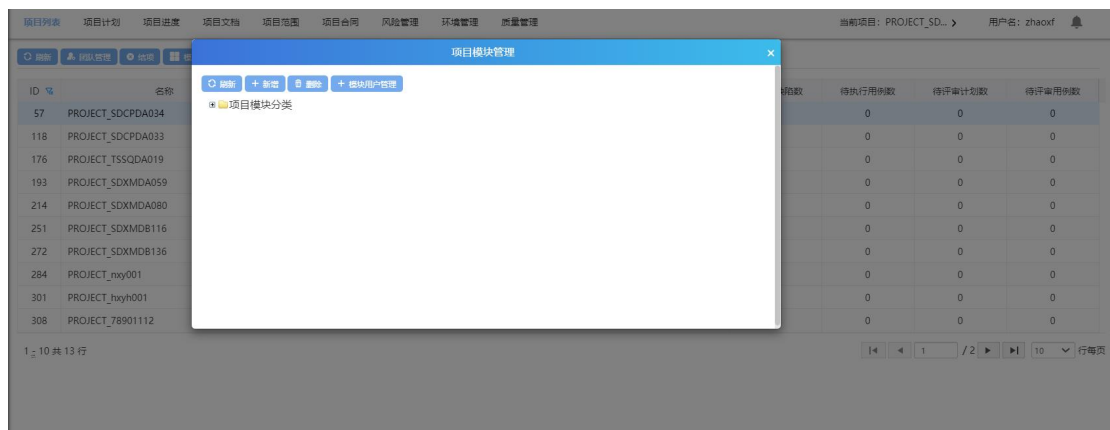 项目列表 项目计划 项目进度 项目文档 项目范围 项目合同 风险管理 环境管理 质量管理 当前项目：PROJECT_SD... 用户名：zhaoxf
刷新 团队管理 结项 模
项目模块管理 ×
刷新 + 新增 删除 + 模块用户管理
项目模块分类
ID 名称 陷数 待执行用例数 待评审计划数 待评审用例数
57 PROJECT_SDCPDA034 0 0 0
118 PROJECT_SDCPDA033 0 0 0
176 PROJECT_TSSQDA019 0 0 0
193 PROJECT_SDXMDA059 0 0 0
214 PROJECT_SDXMDA080 0 0 0
251 PROJECT_SDXMDB116 0 0 0
272 PROJECT_SDXMDB136 0 0 0
284 PROJECT_nxy001 0 0 0
301 PROJECT_hxyh001 0 0 0
308 PROJECT_78901112 0 0 0
1 - 10 共 13 行 1 / 2 10 行每页